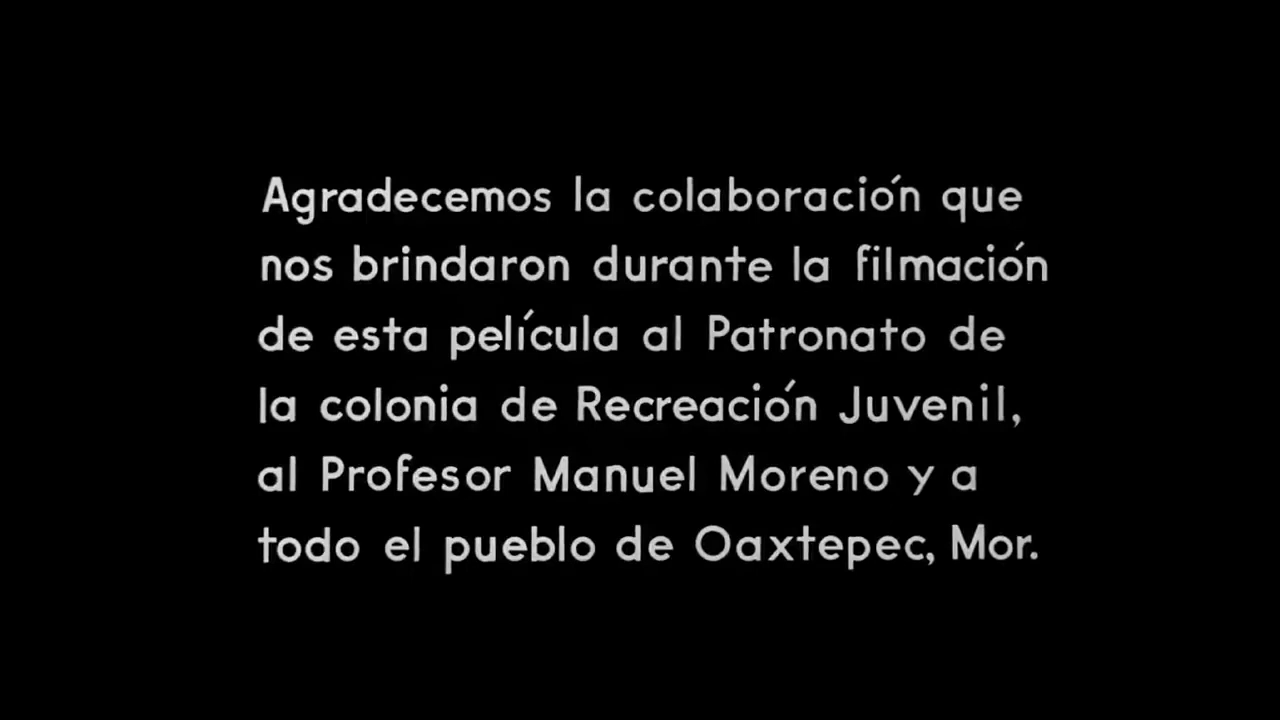 Agradecemos la colaboración que
nos brindaron durante la filmación
de esta película al Patronato de
la colonia de Recreación Juvenil,
al Profesor Manuel Moreno y a
todo el pueblo de Oaxtepec, Mor.